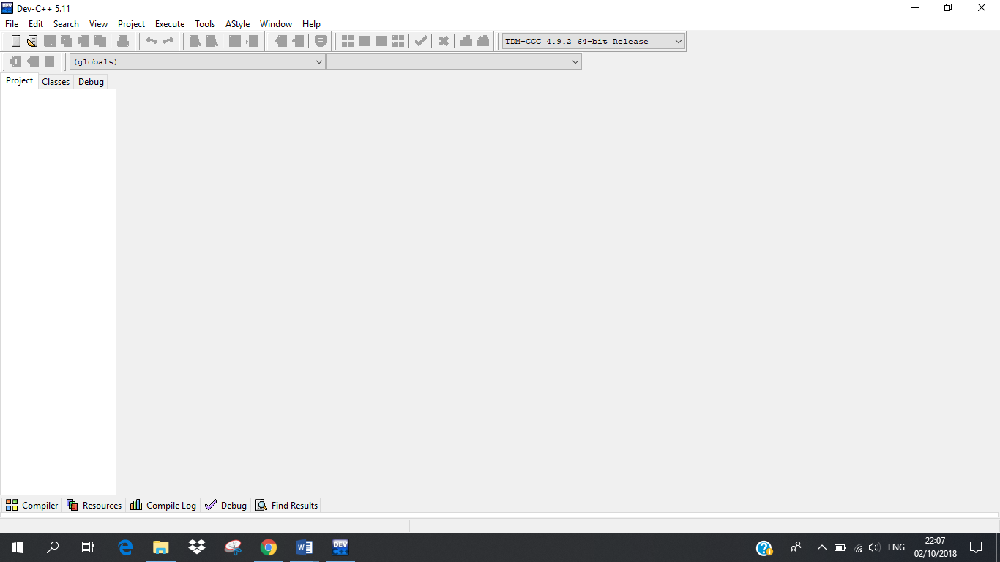 Dev-C++ 5.11
File Edit Search View Project Execute Tools AStyle Window Help
TDM-GCC 4.9.2 64-bit Release
(globals)
Project Classes Debug
Compiler Resources Compile Log Debug Find Results
DEV
ENG
22:07
02/10/2018